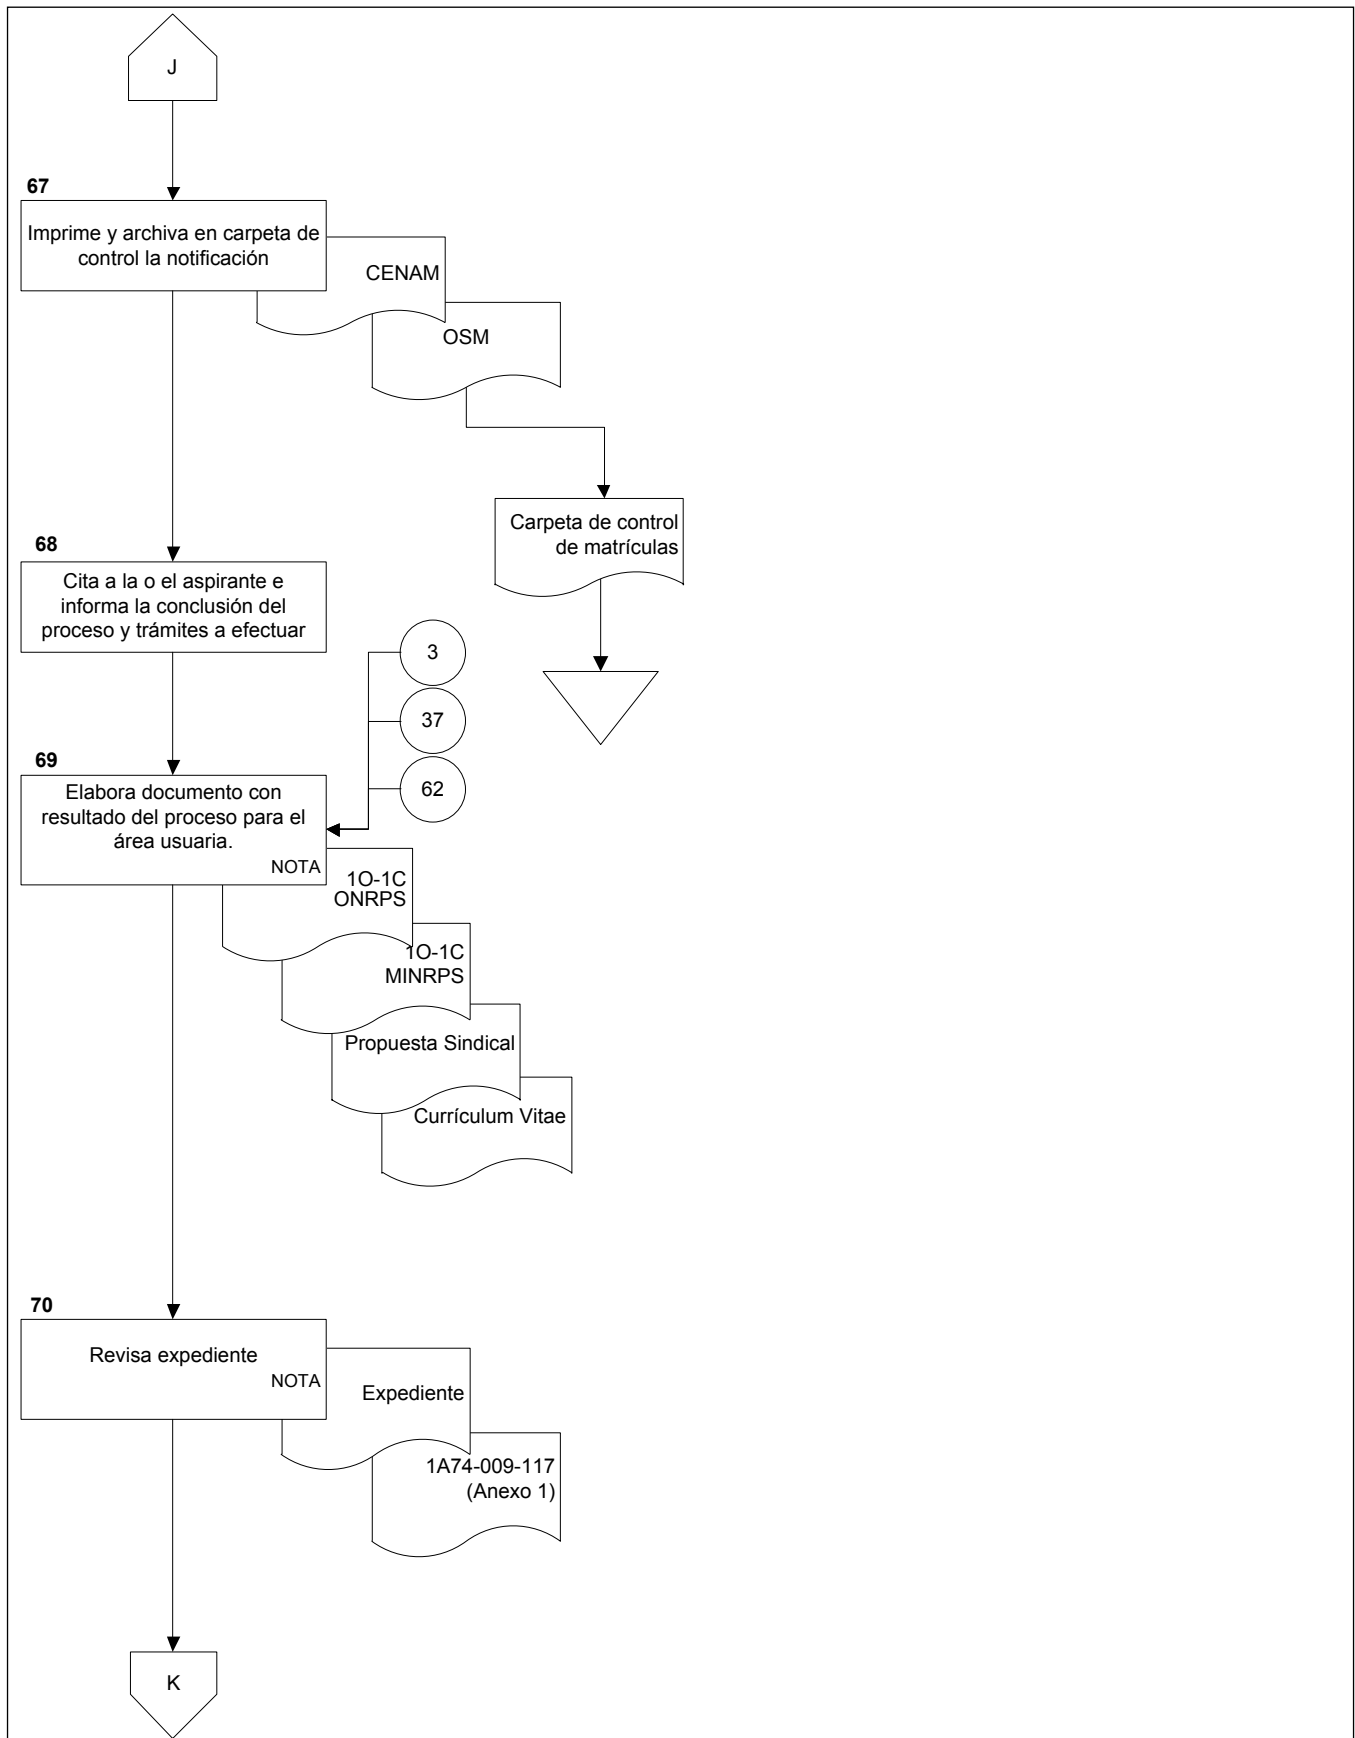 J
67
Imprime y archiva en carpeta de
control la notificación
CENAM
OSM
Carpeta de control
de matrículas
68
Cita a la o el aspirante e
informa la conclusión del
proceso y trámites a efectuar
3
37
62
69
Elabora documento con
resultado del proceso para el
área usuaria.
NOTA
1O-1C
ONRPS
1O-1C
MINRPS
Propuesta Sindical
Currículum Vitae
70
Revisa expediente
NOTA
Expediente
1A74-009-117
(Anexo 1)
K